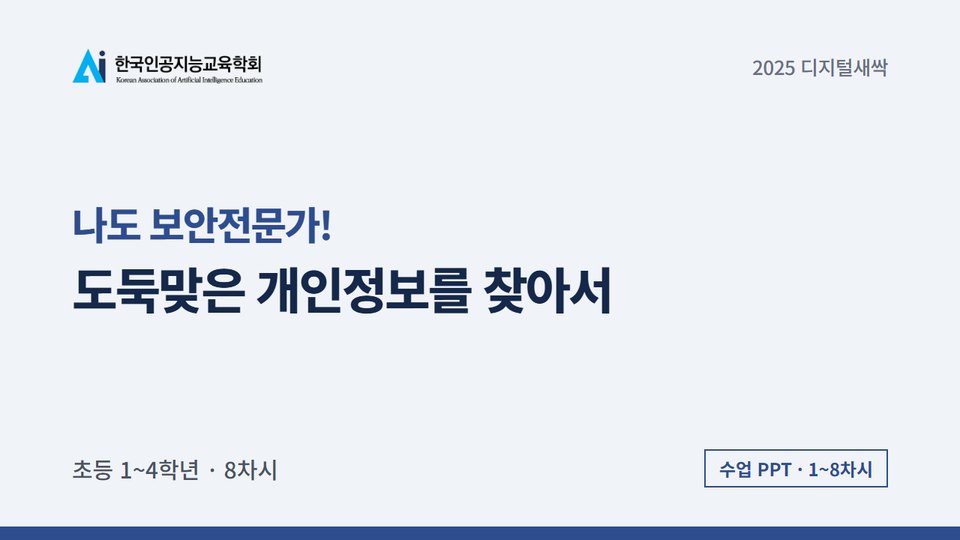 한국인공지능교육학회
Korean Association of Artificial Intelligence Education
2025 디지털새싹
나도 보안전문가!
도둑맞은 개인정보를 찾아서
초등 1~4학년 · 8차시
수업 PPT · 1~8차시